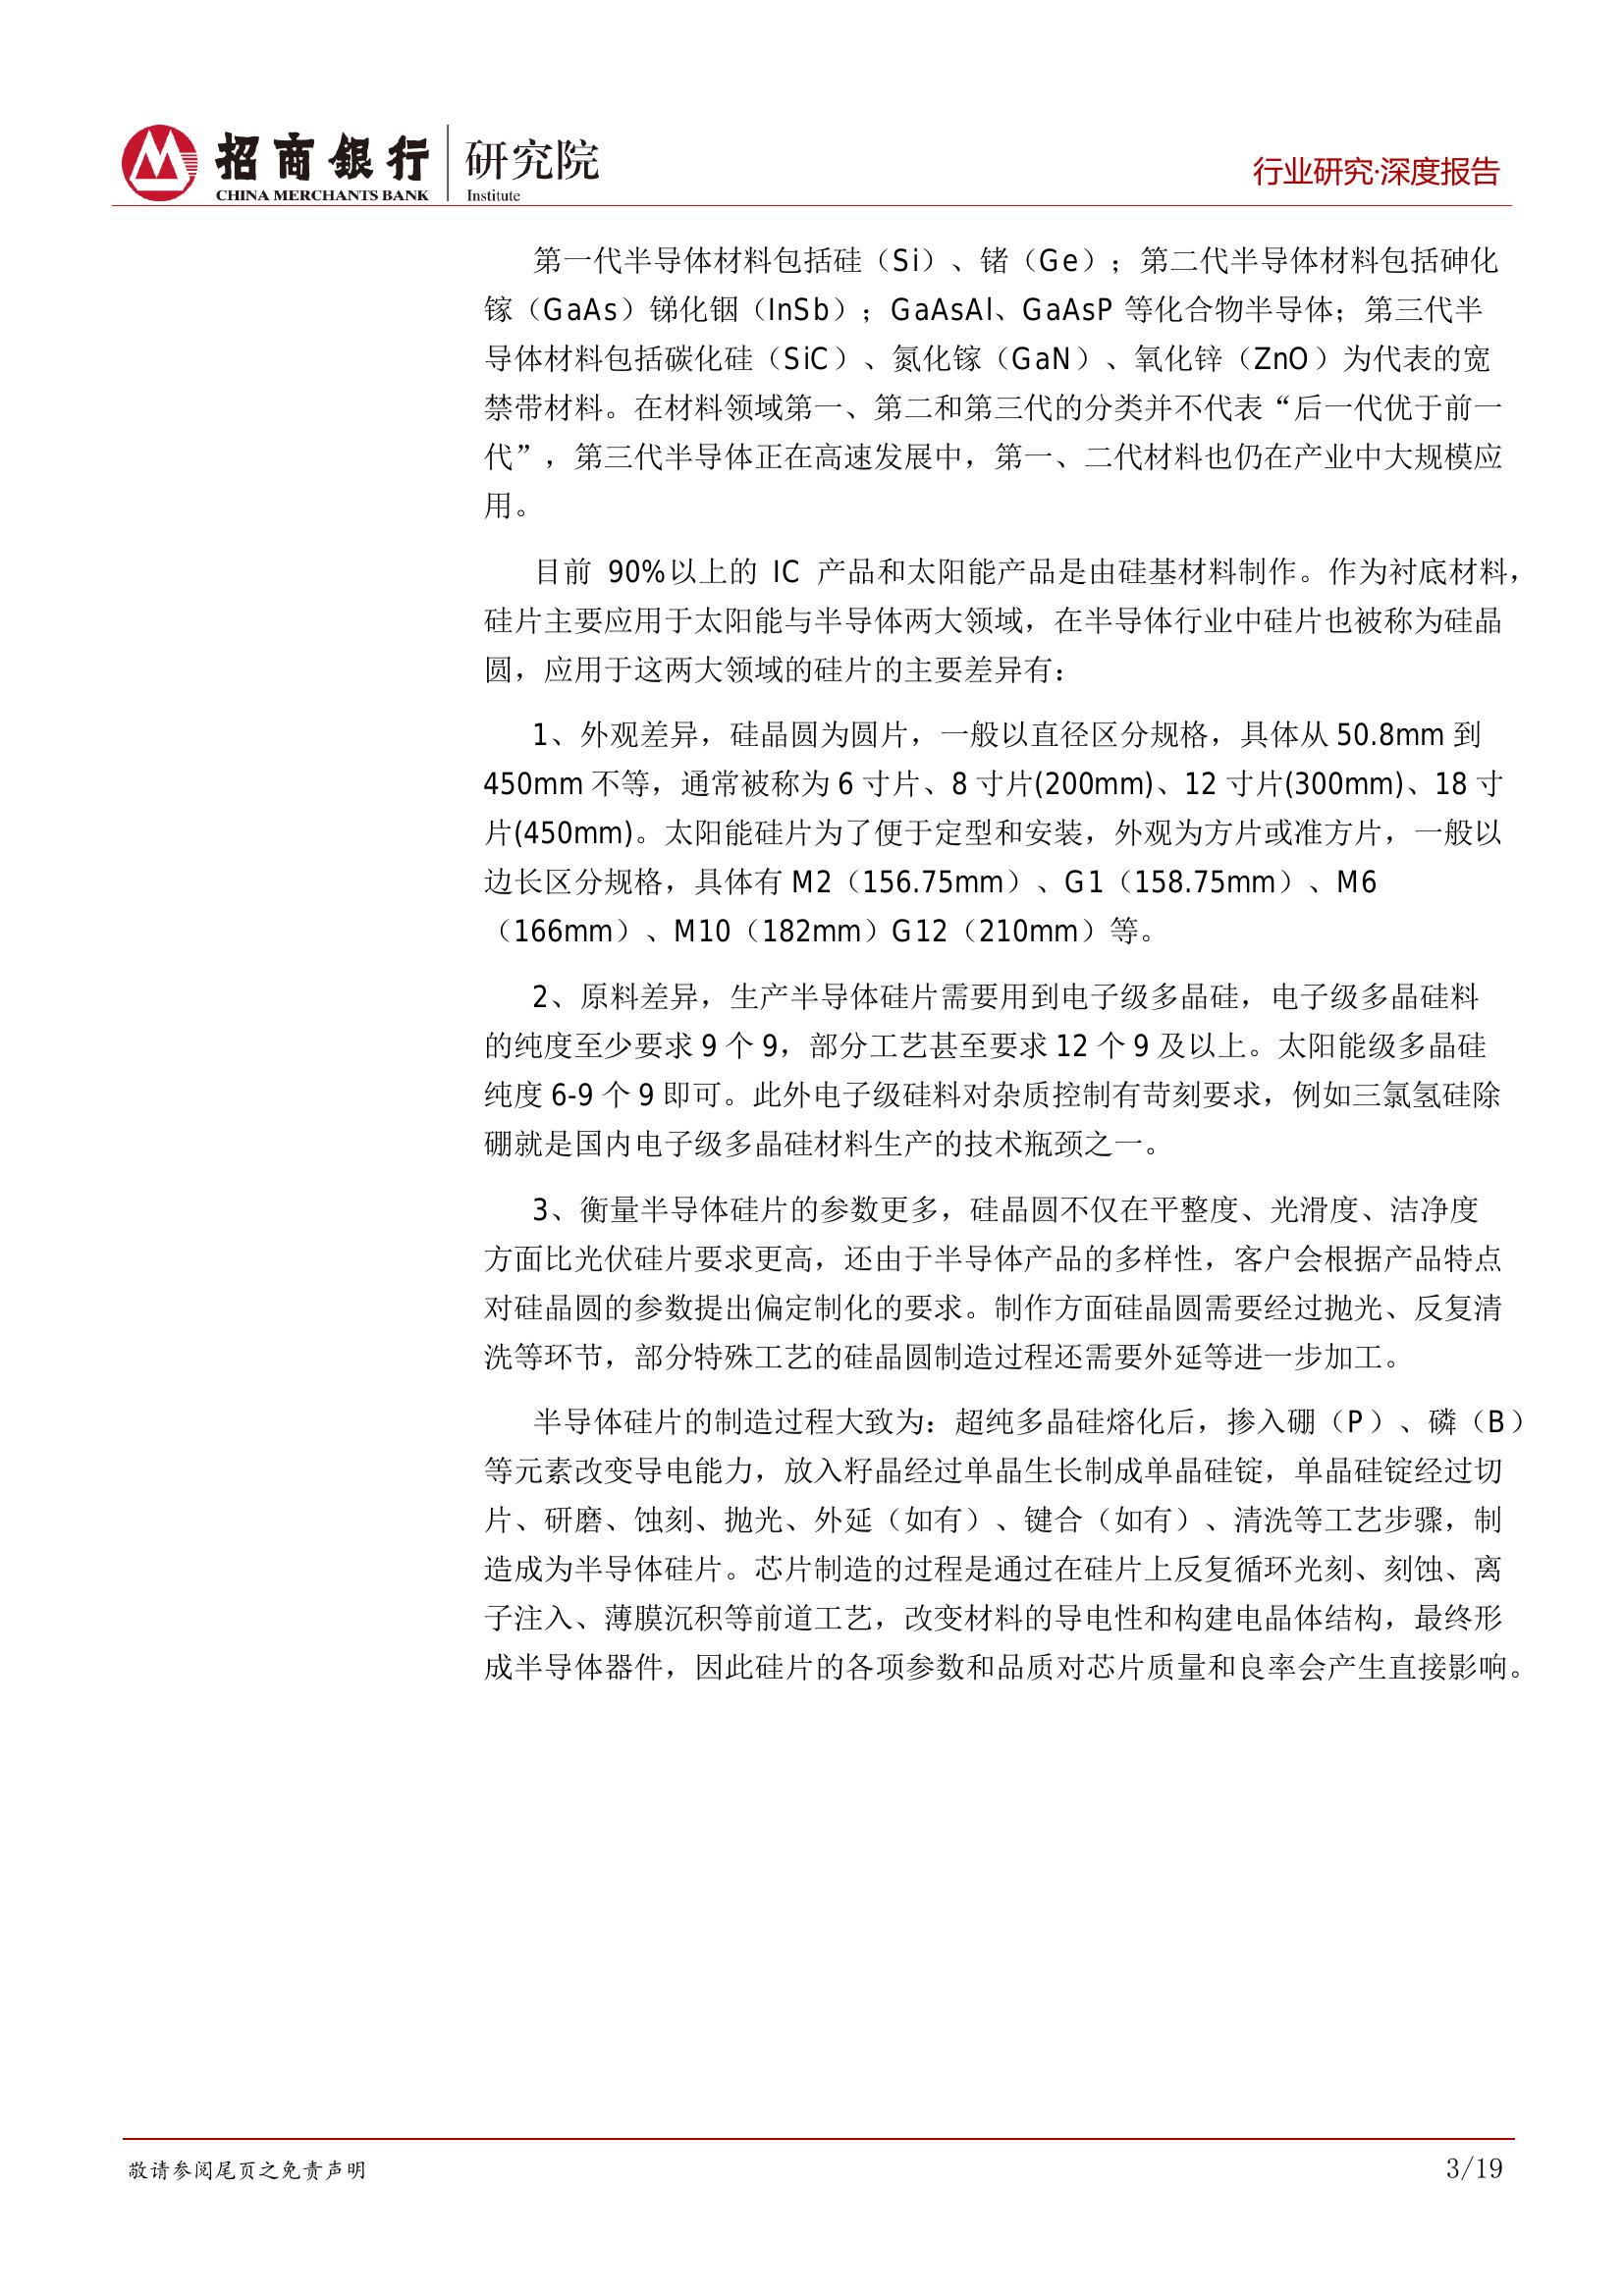 招商银行 研究院
CHINA MERCHANTS BANK Institute
行业研究·深度报告
第一代半导体材料包括硅（Si）、锗（Ge）；第二代半导体材料包括砷化
镓（GaAs）锑化铟（InSb）；GaAsAl、GaAsP 等化合物半导体；第三代半
导体材料包括碳化硅（SiC）、氮化镓（GaN）、氧化锌（ZnO）为代表的宽
禁带材料。在材料领域第一、第二和第三代的分类并不代表“后一代优于前一
代”，第三代半导体正在高速发展中，第一、二代材料也仍在产业中大规模应
用。
目前 90%以上的 IC 产品和太阳能产品是由硅基材料制作。作为衬底材料，
硅片主要应用于太阳能与半导体两大领域，在半导体行业中硅片也被称为硅晶
圆，应用于这两大领域的硅片的主要差异有：
1、外观差异，硅晶圆为圆片，一般以直径区分规格，具体从 50.8mm 到
450mm 不等，通常被称为 6 寸片、8 寸片(200mm)、12 寸片(300mm)、18 寸
片(450mm)。太阳能硅片为了便于定型和安装，外观为方片或准方片，一般以
边长区分规格，具体有 M2（156.75mm）、G1（158.75mm）、M6
（166mm）、M10（182mm）G12（210mm）等。
2、原料差异，生产半导体硅片需要用到电子级多晶硅，电子级多晶硅料
的纯度至少要求 9 个 9，部分工艺甚至要求 12 个 9 及以上。太阳能级多晶硅
纯度 6-9 个 9 即可。此外电子级硅料对杂质控制有苛刻要求，例如三氯氢硅除
硼就是国内电子级多晶硅材料生产的技术瓶颈之一。
3、衡量半导体硅片的参数更多，硅晶圆不仅在平整度、光滑度、洁净度
方面比光伏硅片要求更高，还由于半导体产品的多样性，客户会根据产品特点
对硅晶圆的参数提出偏定制化的要求。制作方面硅晶圆需要经过抛光、反复清
洗等环节，部分特殊工艺的硅晶圆制造过程还需要外延等进一步加工。
半导体硅片的制造过程大致为：超纯多晶硅熔化后，掺入硼（P）、磷（B）
等元素改变导电能力，放入籽晶经过单晶生长制成单晶硅锭，单晶硅锭经过切
片、研磨、蚀刻、抛光、外延（如有）、键合（如有）、清洗等工艺步骤，制
造成为半导体硅片。芯片制造的过程是通过在硅片上反复循环光刻、刻蚀、离
子注入、薄膜沉积等前道工艺，改变材料的导电性和构建电晶体结构，最终形
成半导体器件，因此硅片的各项参数和品质对芯片质量和良率会产生直接影响。
敬请参阅尾页之免责声明
3/19